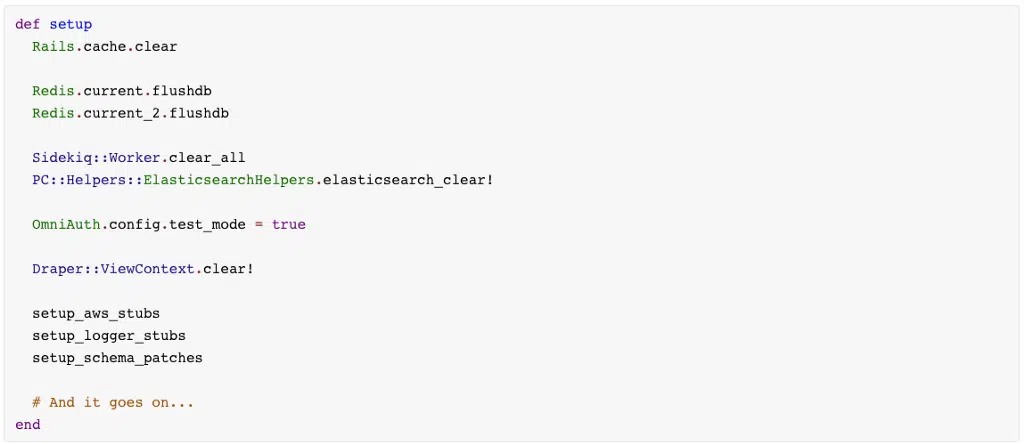 def setup
  Rails.cache.clear

  Redis.current.flushdb
  Redis.current_2.flushdb

  Sidekiq::Worker.clear_all
  PC::Helpers::ElasticsearchHelpers.elasticsearch_clear!

  OmniAuth.config.test_mode = true

  Draper::ViewContext.clear!

  setup_aws_stubs
  setup_logger_stubs
  setup_schema_patches

  # And it goes on...
end